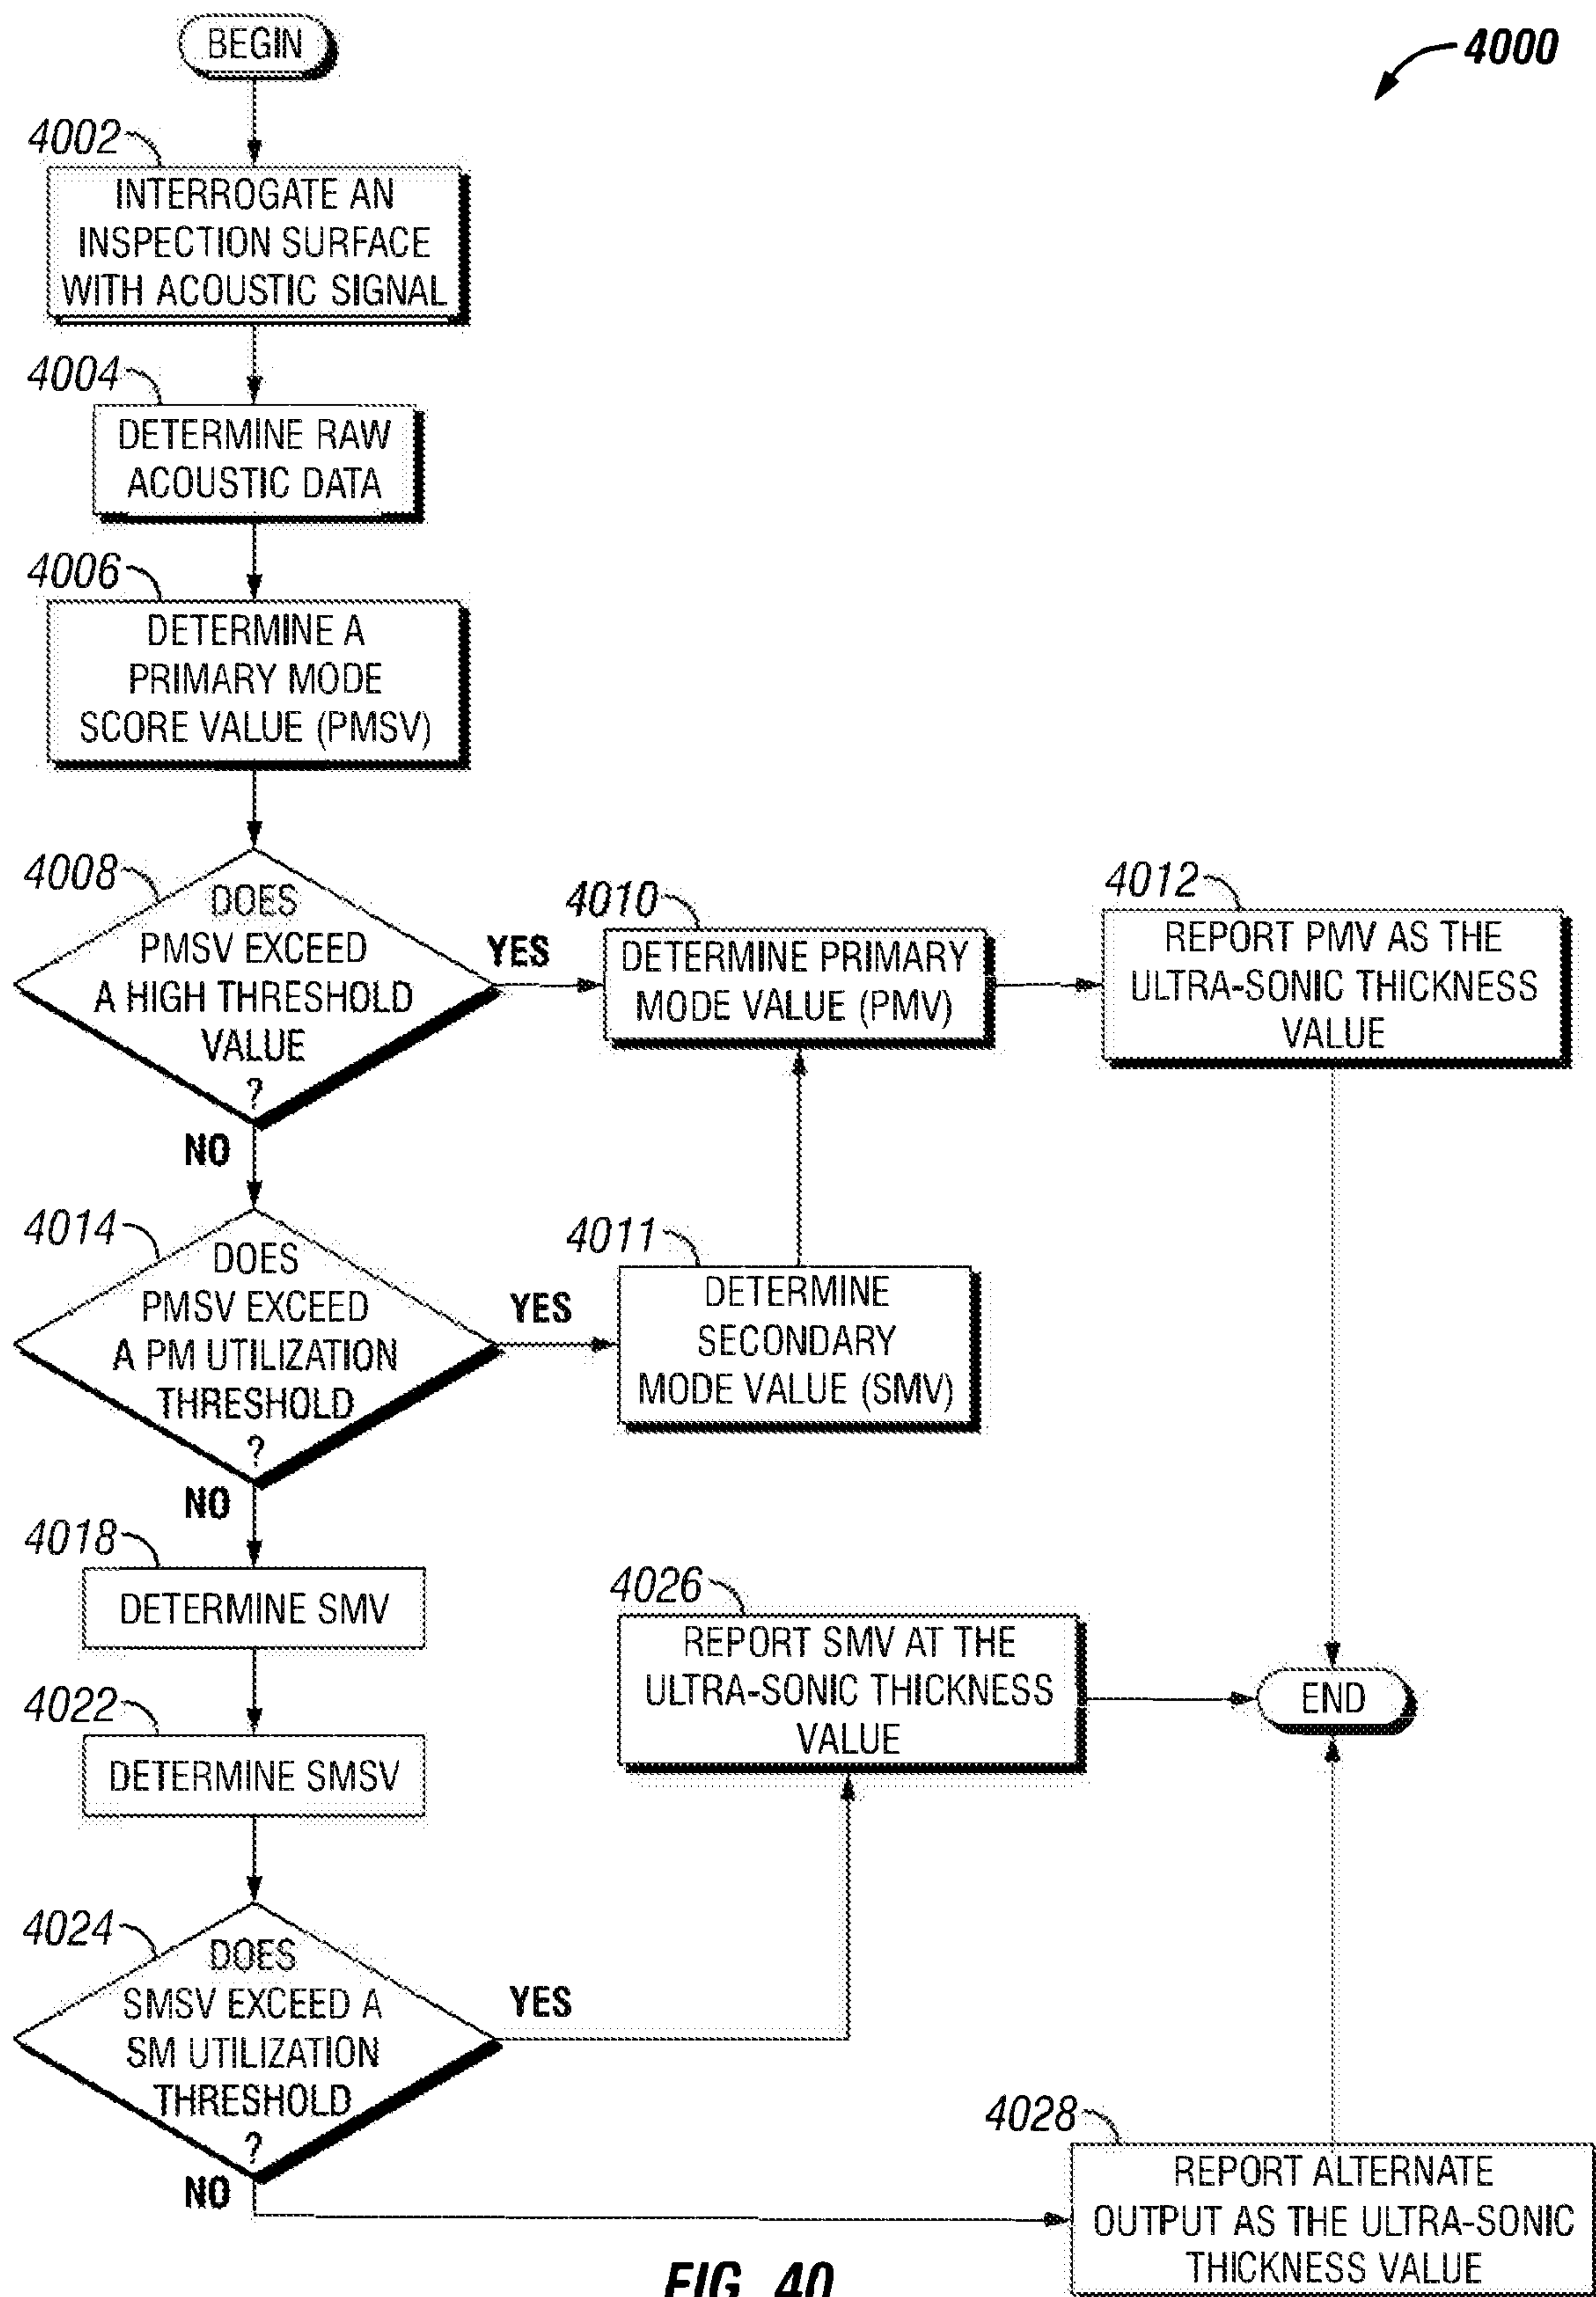 BEGIN
4000
4002
INTERROGATE AN
INSPECTION SURFACE
WITH ACOUSTIC SIGNAL
4004
DETERMINE RAW
ACOUSTIC DATA
4006
DETERMINE A
PRIMARY MODE
SCORE VALUE (PMSV)
4008
DOES
PMSV EXCEED
A HIGH THRESHOLD
VALUE
?
YES
NO
4010
DETERMINE PRIMARY
MODE VALUE (PMV)
4012
REPORT PMV AS THE
ULTRA-SONIC THICKNESS
VALUE
4014
DOES
PMSV EXCEED
A PM UTILIZATION
THRESHOLD
?
YES
NO
4011
DETERMINE
SECONDARY
MODE VALUE (SMV)
4018
DETERMINE SMV
4022
DETERMINE SMSV
4026
REPORT SMV AT THE
ULTRA-SONIC THICKNESS
VALUE
END
4024
DOES
SMSV EXCEED A
SM UTILIZATION
THRESHOLD
?
YES
NO
4028
REPORT ALTERNATE
OUTPUT AS THE ULTRA-SONIC
THICKNESS VALUE
FIG. 40